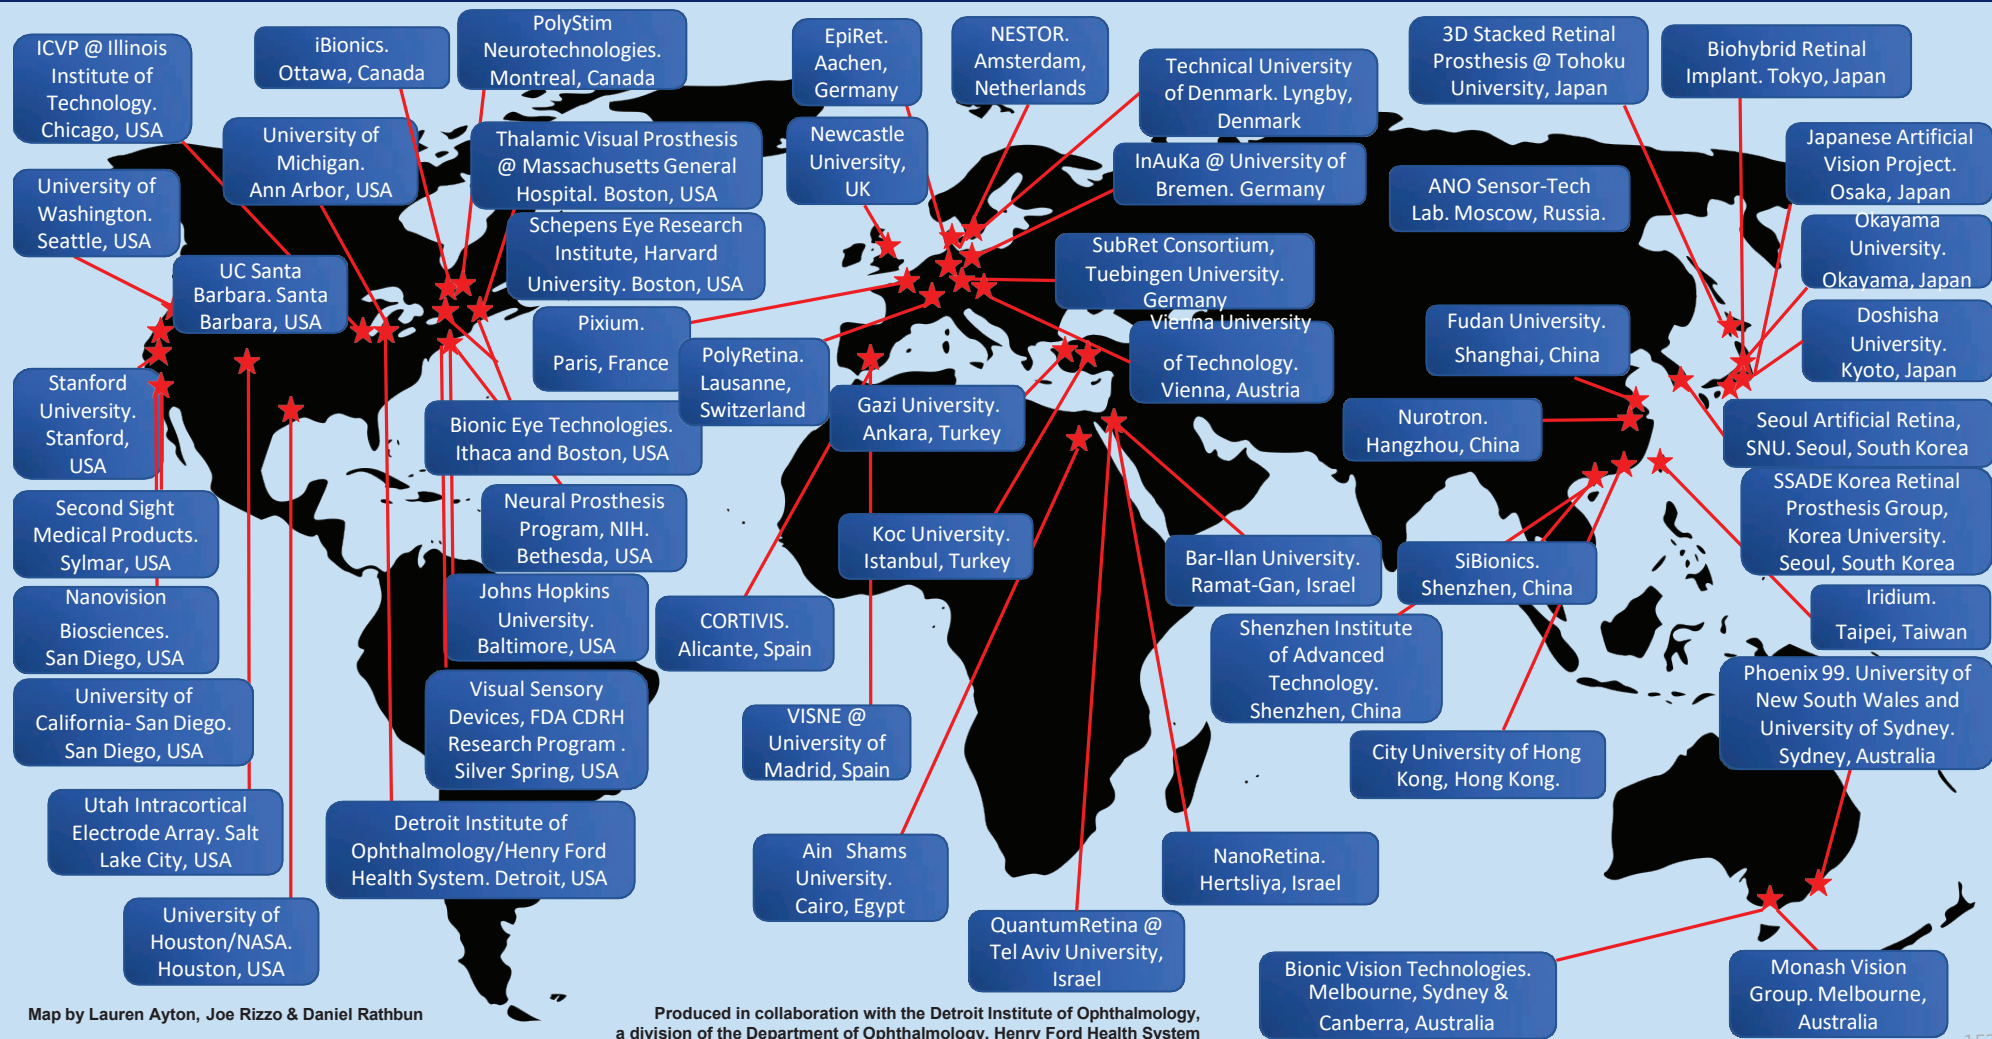 ICVP @ Illinois
Institute of
Technology.
Chicago, USA
iBionics.
Ottawa, Canada
PolyStim
Neurotechnologies.
Montreal, Canada
EpiRet.
Aachen,
Germany
NESTOR.
Amsterdam,
Netherlands
Technical University
of Denmark. Lyngby,
Denmark
3D Stacked Retinal
Prosthesis @ Tohoku
University, Japan
Biohybrid Retinal
Implant. Tokyo, Japan
University of
Michigan.
Ann Arbor, USA
Thalamic Visual Prosthesis
@ Massachusetts General
Hospital. Boston, USA
Newcastle
University,
UK
InAuKa @ University of
Bremen. Germany
ANO Sensor-Tech
Lab. Moscow, Russia.
Japanese Artificial
Vision Project.
Osaka, Japan
University of
Washington.
Seattle, USA
Schepens Eye Research
Institute, Harvard
University. Boston, USA
SubRet Consortium,
Tuebingen University.
Germany
Okayama
University.
Okayama, Japan
UC Santa
Barbara. Santa
Barbara, USA
Pixium.
Paris, France
Vienna University
of Technology.
Vienna, Austria
Fudan University.
Shanghai, China
Doshisha
University.
Kyoto, Japan
Stanford
University.
Stanford,
USA
PolyRetina.
Lausanne,
Switzerland
Gazi University.
Ankara, Turkey
Nurotron.
Hangzhou, China
Seoul Artificial Retina,
SNU. Seoul, South Korea
Bionic Eye Technologies.
Ithaca and Boston, USA
Second Sight
Medical Products.
Sylmar, USA
Neural Prosthesis
Program, NIH.
Bethesda, USA
Koc University.
Istanbul, Turkey
Bar-Ilan University.
Ramat-Gan, Israel
SiBionics.
Shenzhen, China
SSADE Korea Retinal
Prosthesis Group,
Korea University.
Seoul, South Korea
Nanovision
Biosciences.
San Diego, USA
Johns Hopkins
University.
Baltimore, USA
CORTIVIS.
Alicante, Spain
Shenzhen Institute
of Advanced
Technology.
Shenzhen, China
Iridium.
Taipei, Taiwan
University of
California- San Diego.
San Diego, USA
Visual Sensory
Devices, FDA CDRH
Research Program .
Silver Spring, USA
VISNE @
University of
Madrid, Spain
City University of Hong
Kong, Hong Kong.
Phoenix 99. University of
New South Wales and
University of Sydney.
Sydney, Australia
Utah Intracortical
Electrode Array. Salt
Lake City, USA
Detroit Institute of
Ophthalmology/Henry Ford
Health System. Detroit, USA
Ain Shams
University.
Cairo, Egypt
NanoRetina.
Hertsliya, Israel
University of
Houston/NASA.
Houston, USA
QuantumRetina @
Tel Aviv University,
Israel
Bionic Vision Technologies.
Melbourne, Sydney &
Canberra, Australia
Monash Vision
Group. Melbourne,
Australia
Map by Lauren Ayton, Joe Rizzo & Daniel Rathbun
Produced in collaboration with the Detroit Institute of Ophthalmology,
a division of the Department of Ophthalmology, Henry Ford Health System